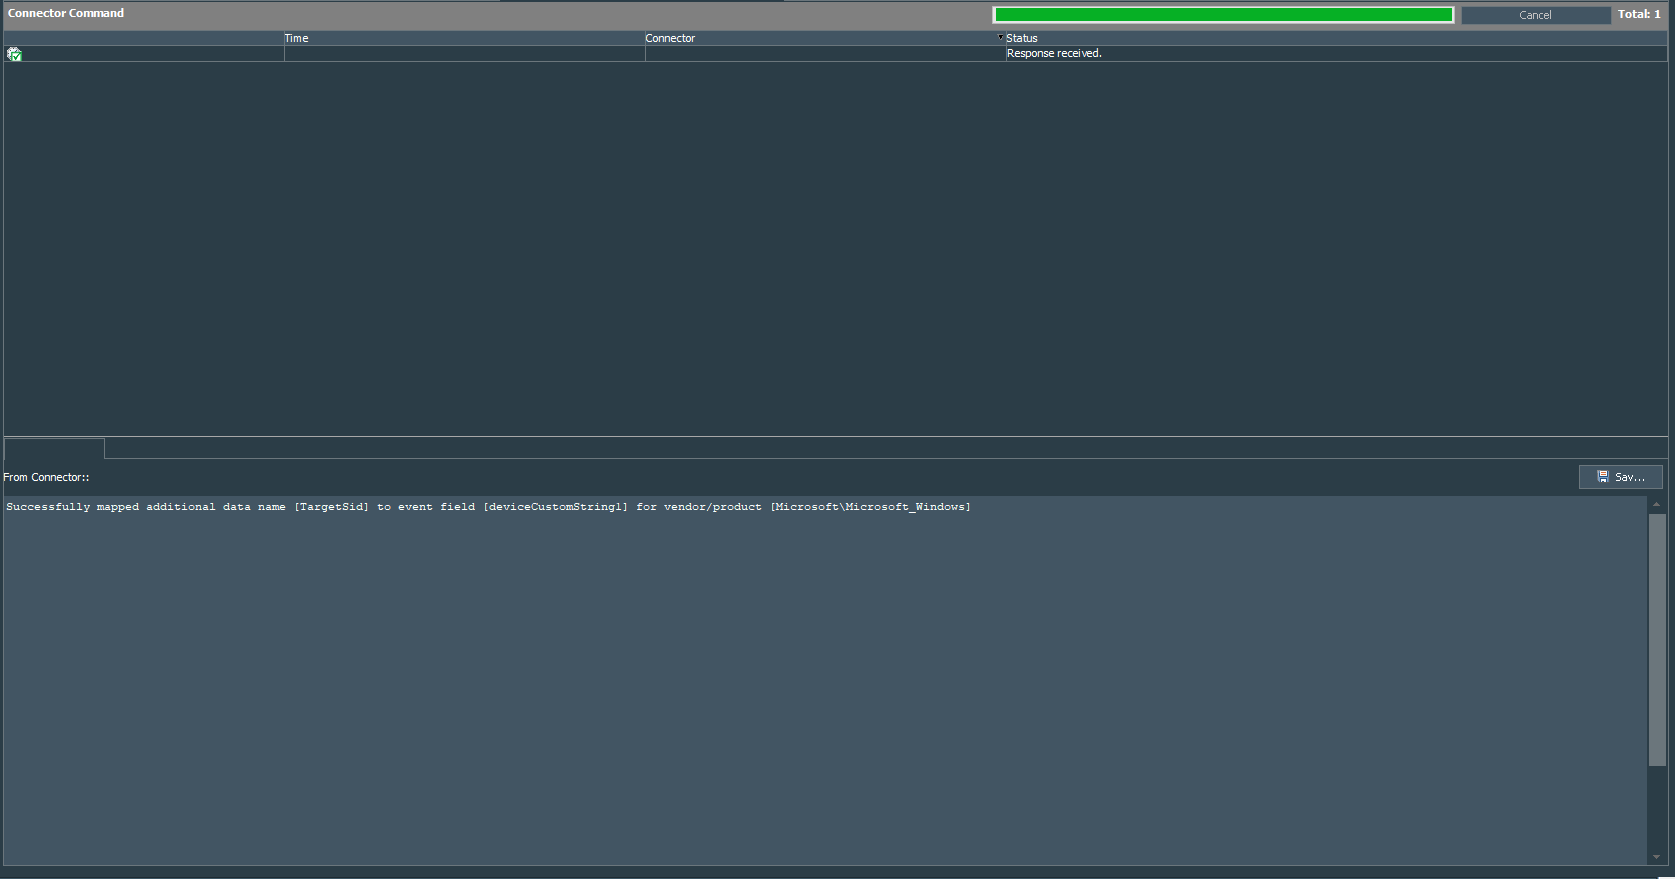 Connector Command
Cancel
Total: 1
Time
Connector
Status
Response received.
From Connector::
Sav...
Successfully mapped additional data name [TargetSid] to event field [deviceCustomString1] for vendor/product [Microsoft\Microsoft_Windows]